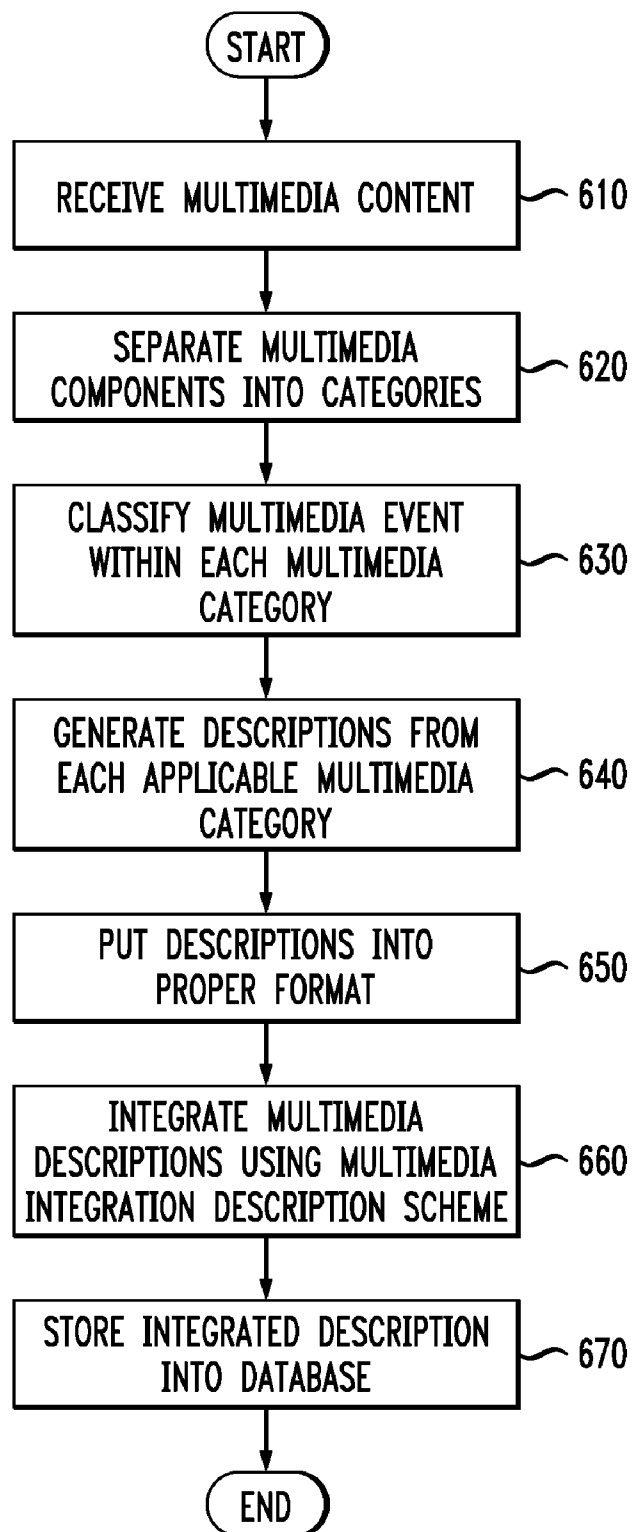 START
RECEIVE MULTIMEDIA CONTENT
610
SEPARATE MULTIMEDIA
COMPONENTS INTO CATEGORIES
620
CLASSIFY MULTIMEDIA EVENT
WITHIN EACH MULTIMEDIA
CATEGORY
630
GENERATE DESCRIPTIONS FROM
EACH APPLICABLE MULTIMEDIA
CATEGORY
640
PUT DESCRIPTIONS INTO
PROPER FORMAT
650
INTEGRATE MULTIMEDIA
DESCRIPTIONS USING MULTIMEDIA
INTEGRATION DESCRIPTION SCHEME
660
STORE INTEGRATED DESCRIPTION
INTO DATABASE
670
END